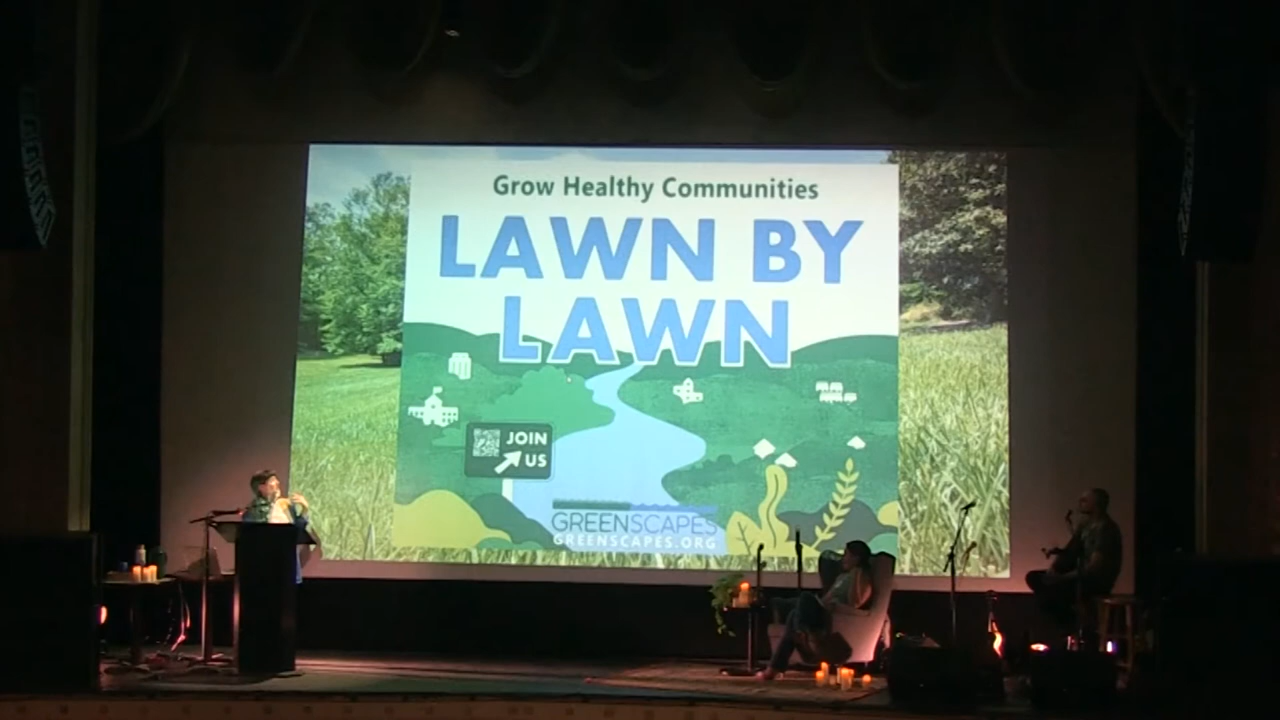 Grow Healthy Communities
LAWN BY
LAWN
JOIN
US
GREENSCAPES
GREENSCAPES.ORG